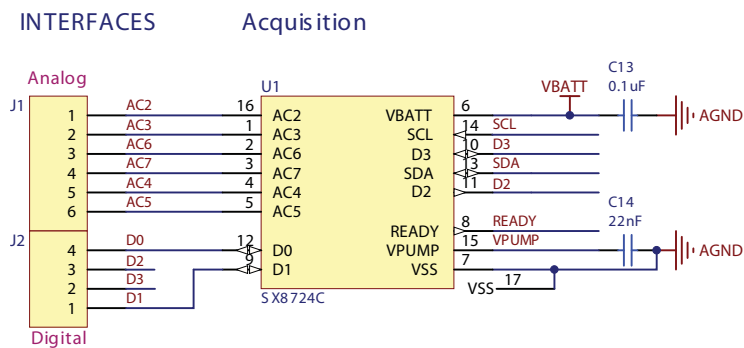 INTERFACES Acquisition
Analog
J1
1 AC2
2 AC3
3 AC6
4 AC7
5 AC4
6 AC5
J2
4 D0
3 D2
2 D3
1 D1
Digital
U1
16 AC2
1 AC3
2 AC6
3 AC7
4 AC4
5 AC5
12 D0
9 D1
VBATT 6
SCL 14 SCL
D3 10 D3
SDA 13 SDA
D2 11 D2
READY 8 READY
VPUMP 15 VPUMP
VSS 7
VSS 17
SX8724C
VBATT
C13
0.1uF
AGND
C14
22nF
AGND